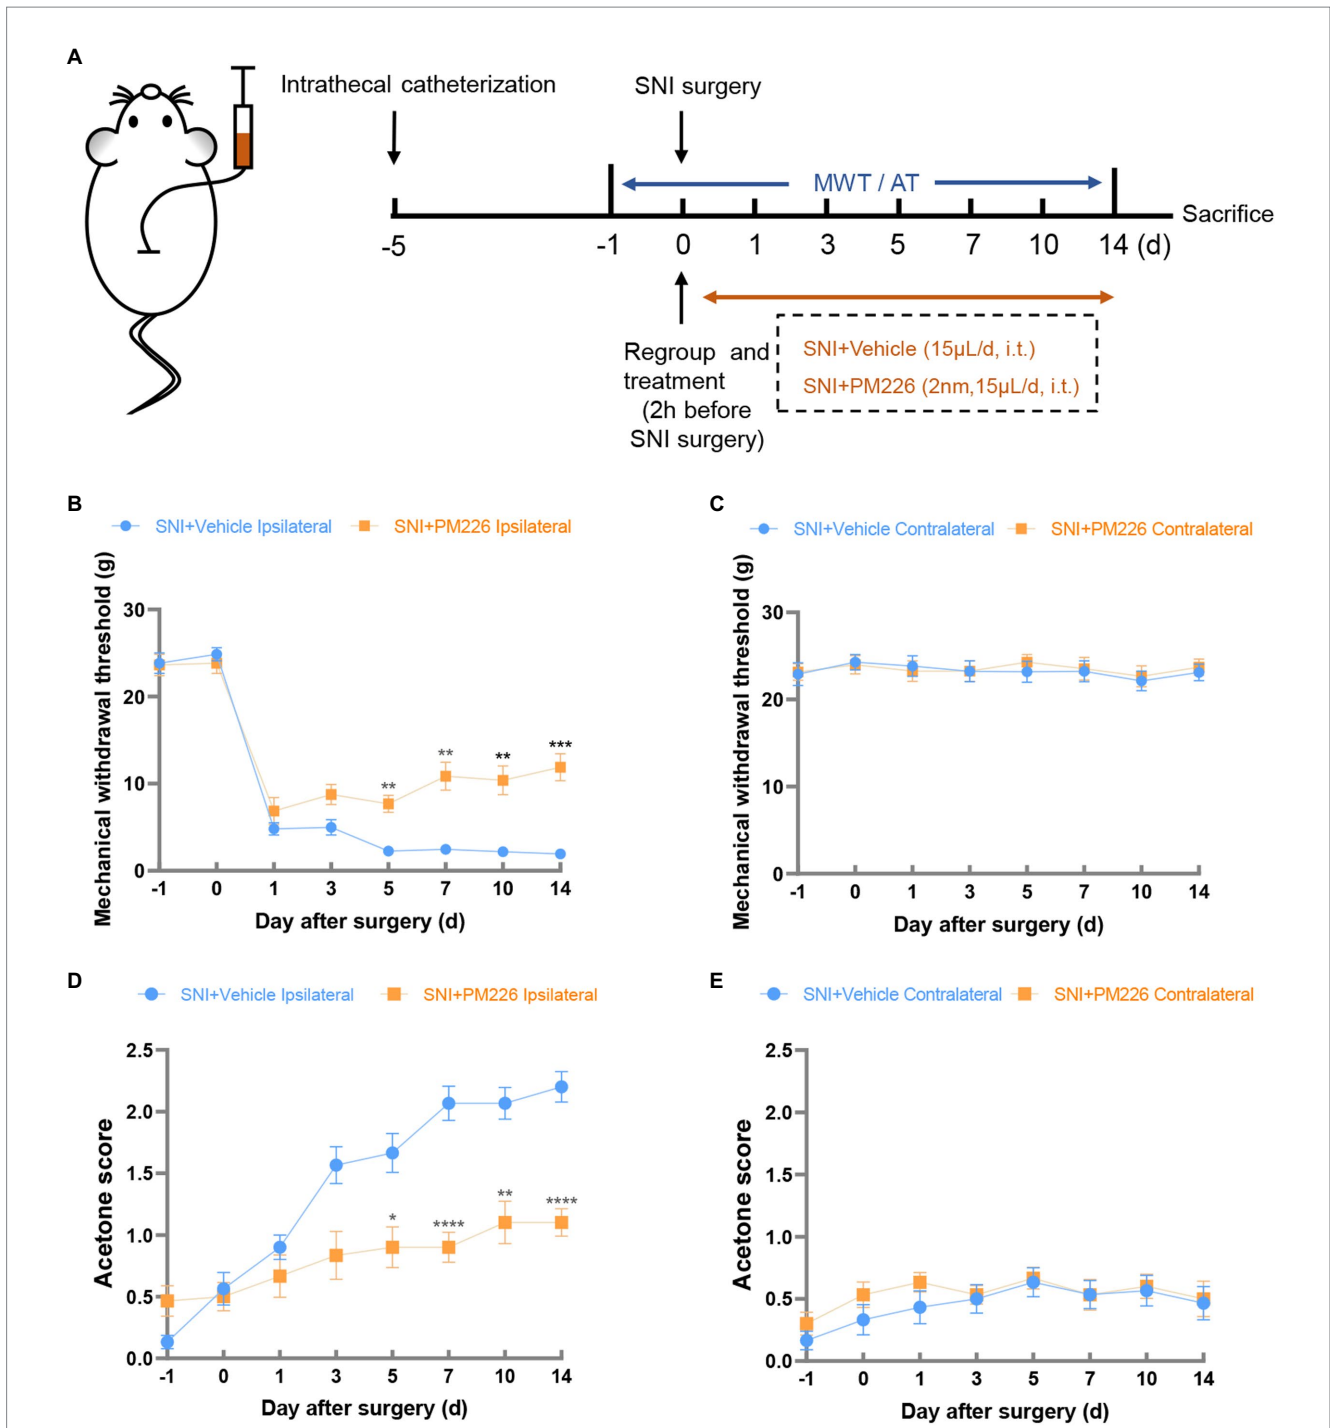 A
Intrathecal catheterization
SNI surgery
MWT / AT
Sacrifice
-5 -1 0 1 3 5 7 10 14 (d)
Regroup and
treatment
(2h before
SNI surgery)
SNI+Vehicle (15µL/d, i.t.)
SNI+PM226 (2nm,15µL/d, i.t.)
B
SNI+Vehicle Ipsilateral SNI+PM226 Ipsilateral
Mechanical withdrawal threshold (g)
30
20
10
0
** ** ** ***
-1 0 1 3 5 7 10 14
Day after surgery (d)
C
SNI+Vehicle Contralateral SNI+PM226 Contralateral
Mechanical withdrawal threshold (g)
30
20
10
0
-1 0 1 3 5 7 10 14
Day after surgery (d)
D
SNI+Vehicle Ipsilateral SNI+PM226 Ipsilateral
Acetone score
2.5
2.0
1.5
1.0
0.5
0.0
* **** ** ****
-1 0 1 3 5 7 10 14
Day after surgery (d)
E
SNI+Vehicle Contralateral SNI+PM226 Contralateral
Acetone score
2.5
2.0
1.5
1.0
0.5
0.0
-1 0 1 3 5 7 10 14
Day after surgery (d)